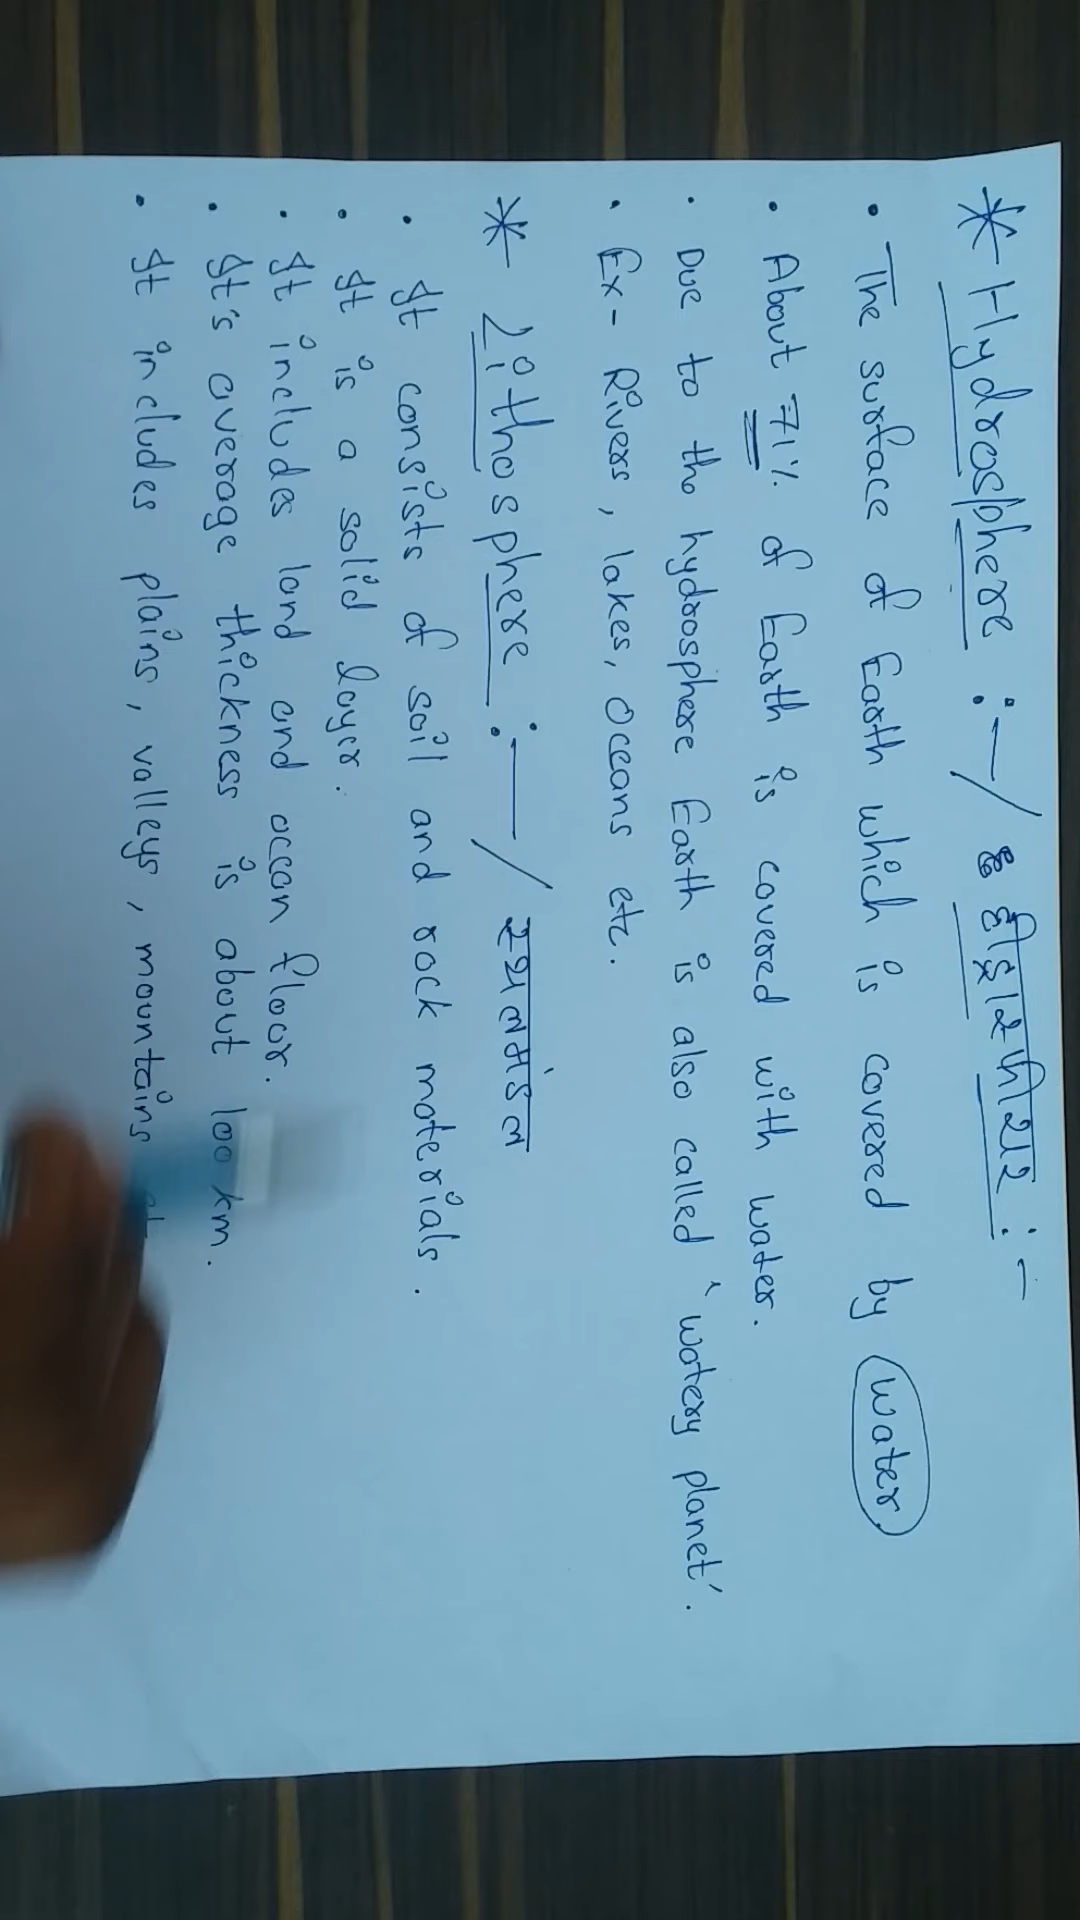 * Hydrosphere :- / हाईड्रास्फीयर :-
• The surface of Earth which is covered by water.
• About 71% of Earth is covered with water.
• Due to the hydrosphere Earth is also called 'watery planet'.
• Ex - Rivers, lakes, Oceans etc.
* Lithosphere :- / स्थलमंडल
• It consists of soil and rock materials.
• It is a solid layer.
• It includes land and occan floor.
• It's average thickness is about 100 km.
• It includes plains, valleys, mountains